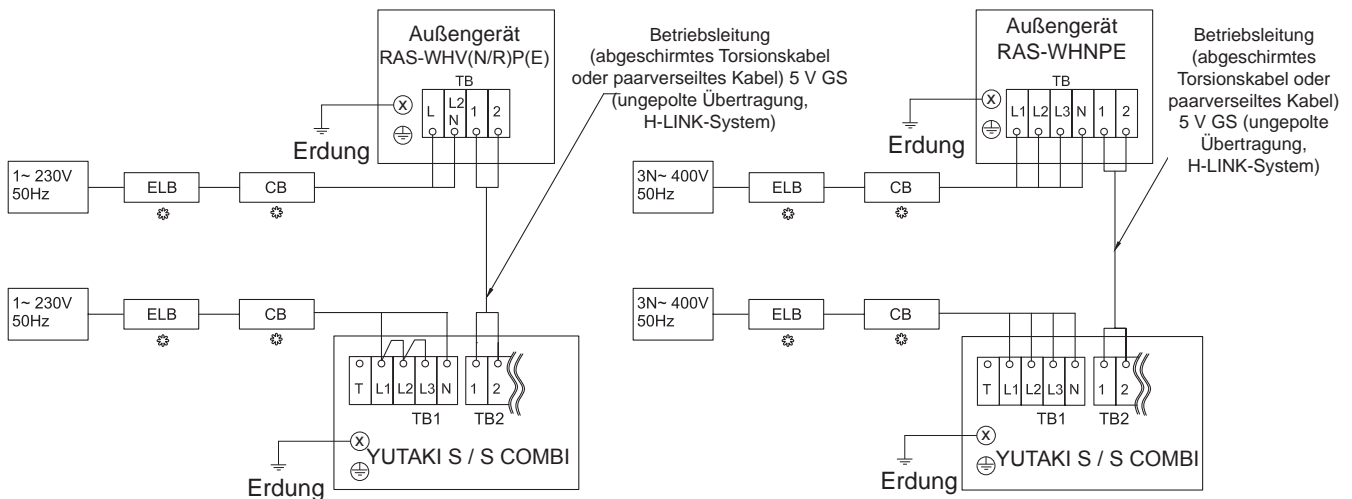 Außengerät
RAS-WHV(N/R)P(E)
TB
L
L2
N
1
2
X
Erdung
Betriebsleitung
(abgeschirmtes Torsionskabel
oder paarverseiltes Kabel) 5 V GS
(ungepolte Übertragung,
H-LINK-System)
1~ 230V
50Hz
ELB
CB
1~ 230V
50Hz
ELB
CB
T
L1
L2
L3
N
1
2
TB1
TB2
X
YUTAKI S / S COMBI
Erdung
Außengerät
RAS-WHNPE
TB
L1
L2
L3
N
1
2
X
Erdung
Betriebsleitung
(abgeschirmtes
Torsionskabel oder
paarverseiltes Kabel)
5 V GS (ungepolte
Übertragung,
H-LINK-System)
3N~ 400V
50Hz
ELB
CB
3N~ 400V
50Hz
ELB
CB
T
L1
L2
L3
N
1
2
TB1
TB2
X
YUTAKI S / S COMBI
Erdung